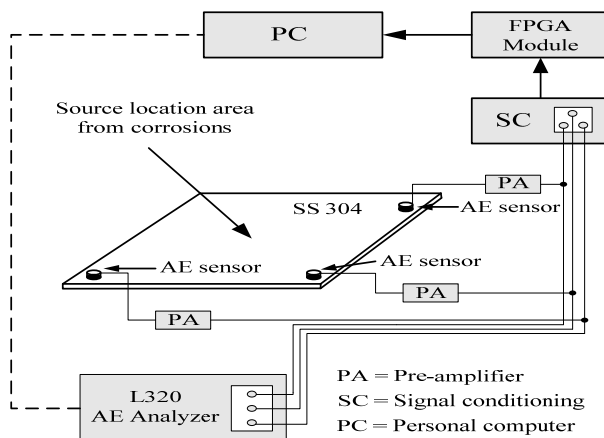 PC
FPGA
Module
Source location area
from corrosions
SC
PA
SS 304
AE sensor
AE sensor
AE sensor
PA
PA
L320
AE Analyzer
PA = Pre-amplifier
SC = Signal conditioning
PC = Personal computer